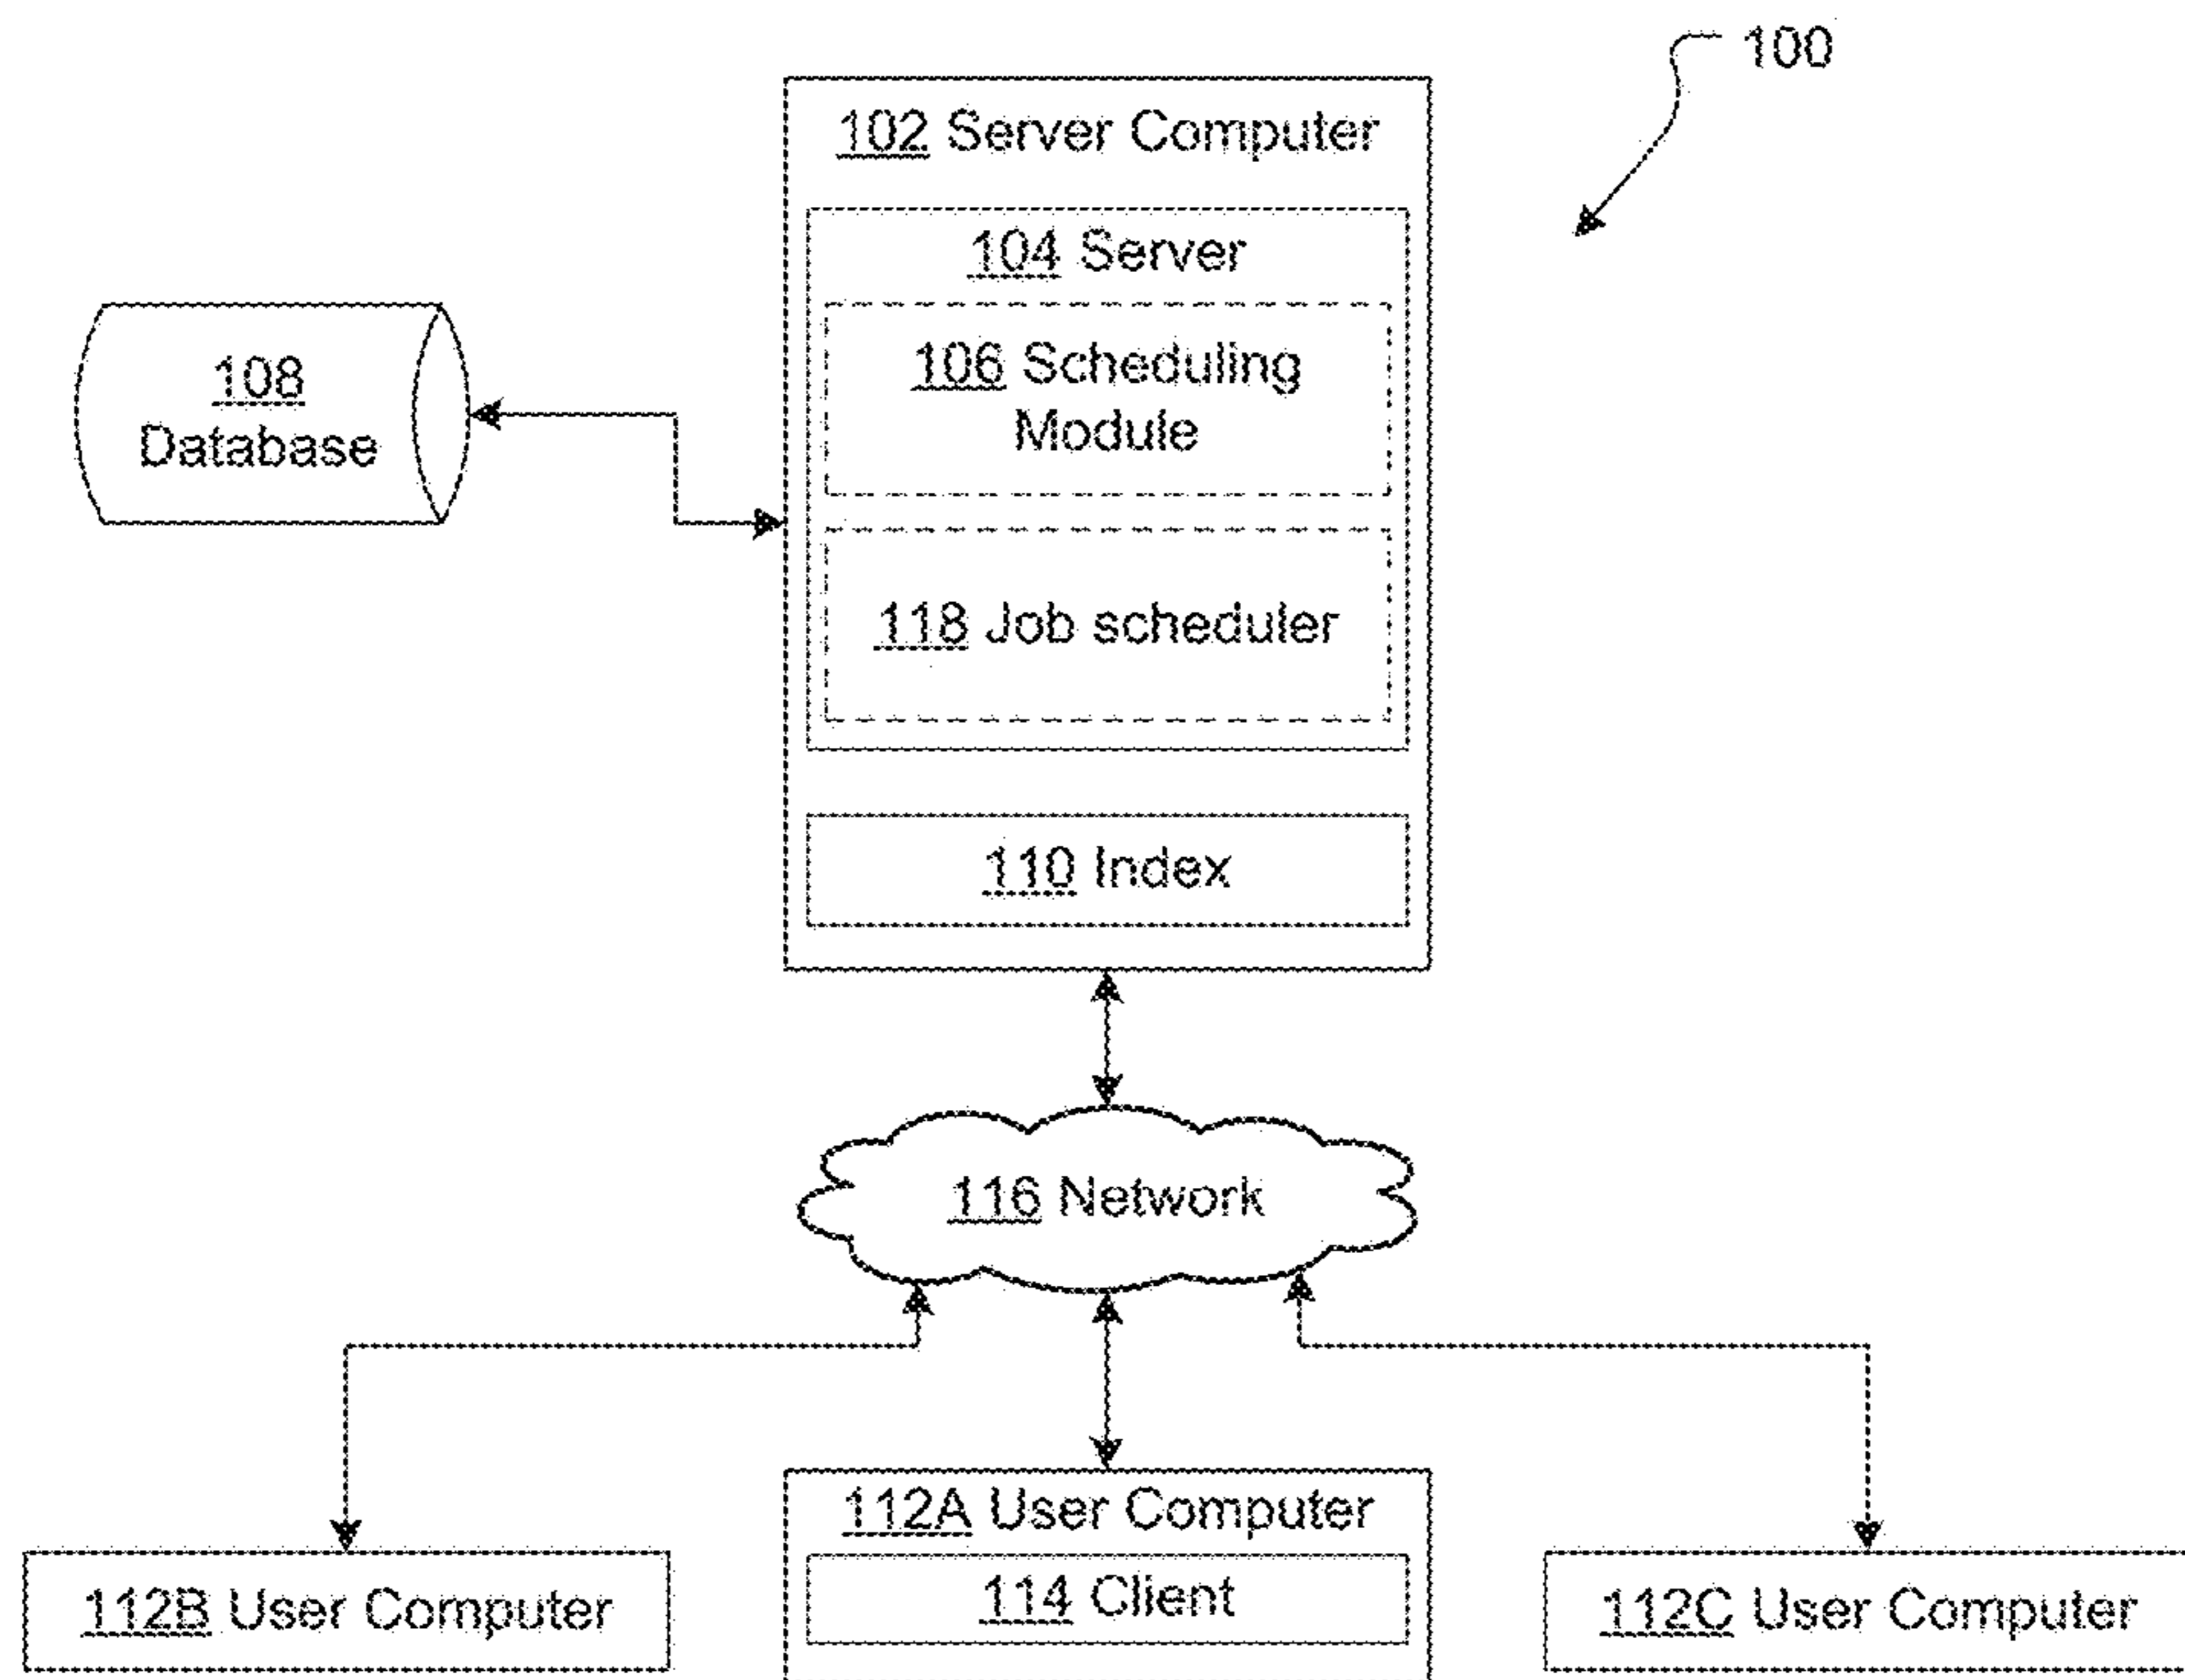 100
102 Server Computer
104 Server
106 Scheduling
Module
108
Database
118 Job scheduler
110 Index
116 Network
112A User Computer
114 Client
112B User Computer
112C User Computer